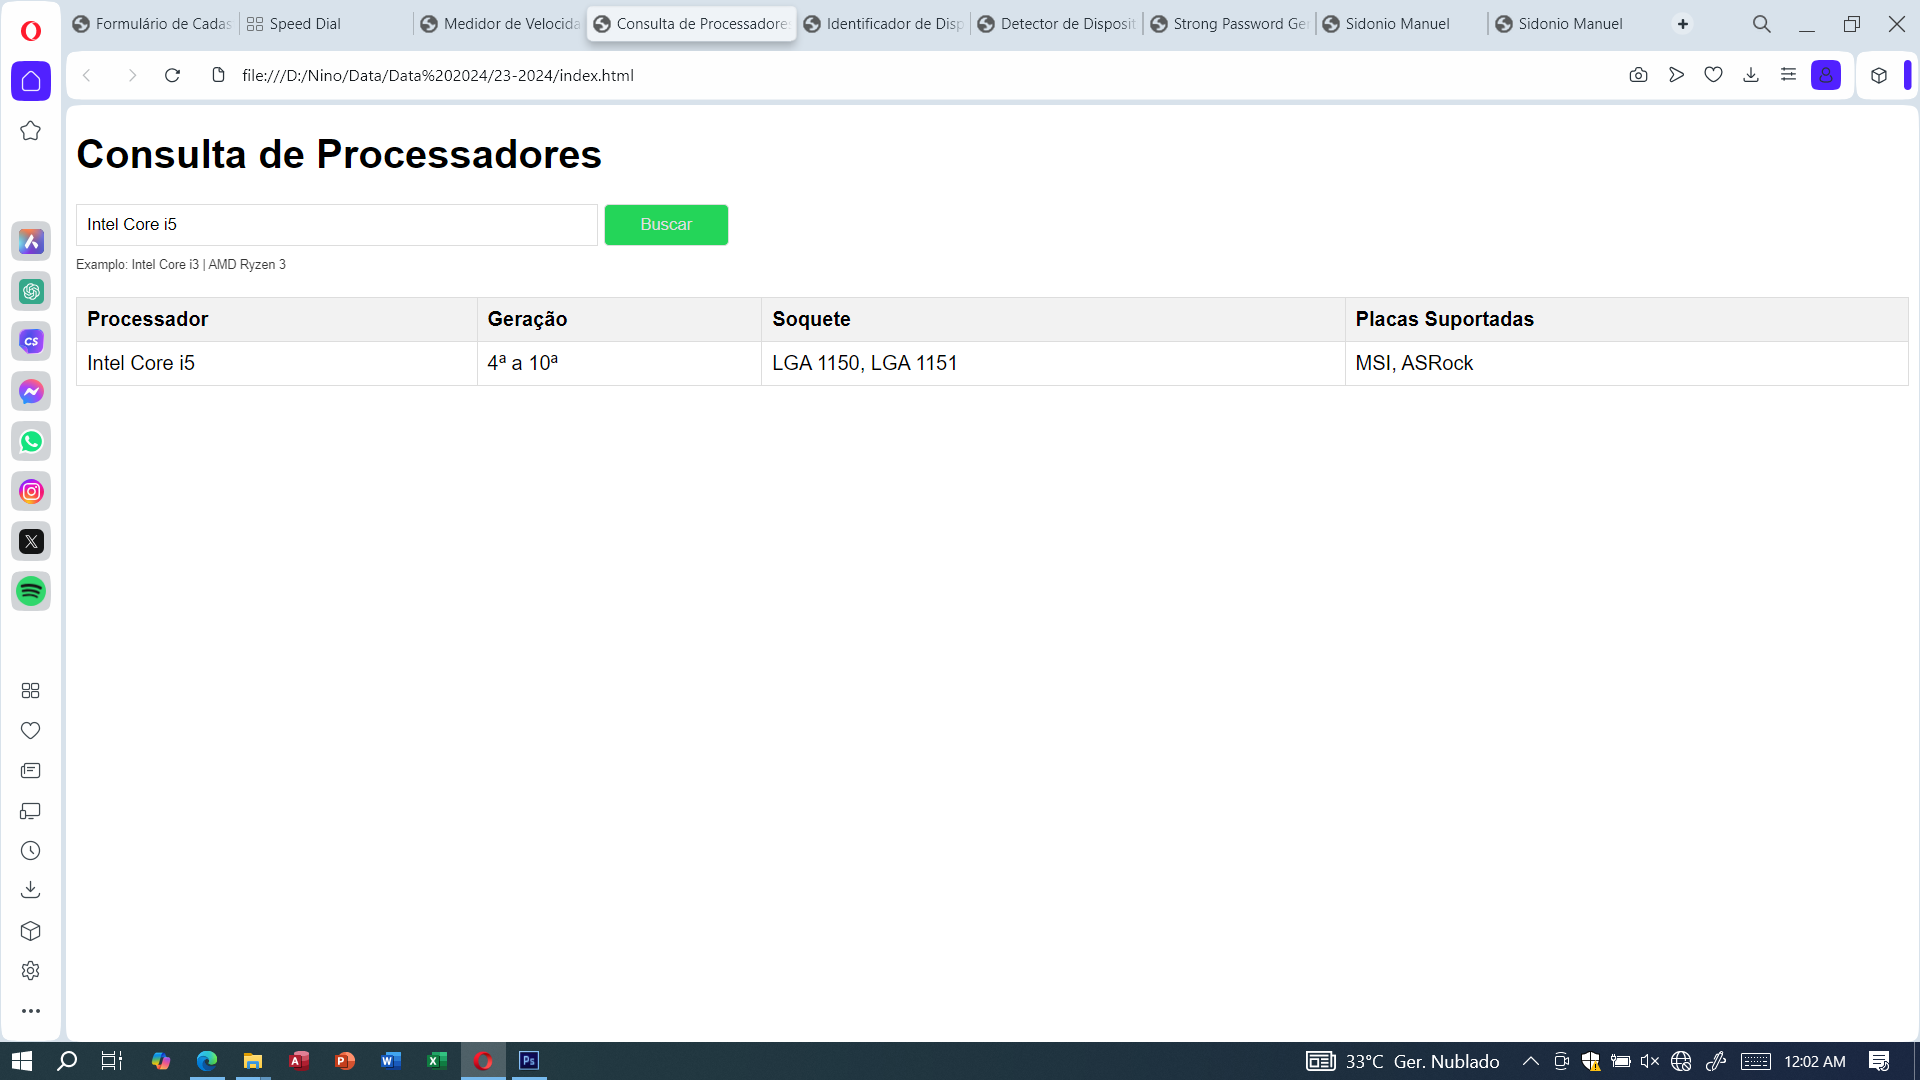 Formulário de Cadas
Speed Dial
Medidor de Velocida
Consulta de Processadores
Identificador de Disp
Detector de Disposit
Strong Password Ge
Sidonio Manuel
Sidonio Manuel
file:///D:/Nino/Data/Data%202024/23-2024/index.html
Consulta de Processadores
Intel Core i5
Buscar
Examplo: Intel Core i3 | AMD Ryzen 3
Processador Geração Soquete Placas Suportadas
Intel Core i5 4ª a 10ª LGA 1150, LGA 1151 MSI, ASRock
CS
A P W X Ps
33°C Ger. Nublado
12:02 AM